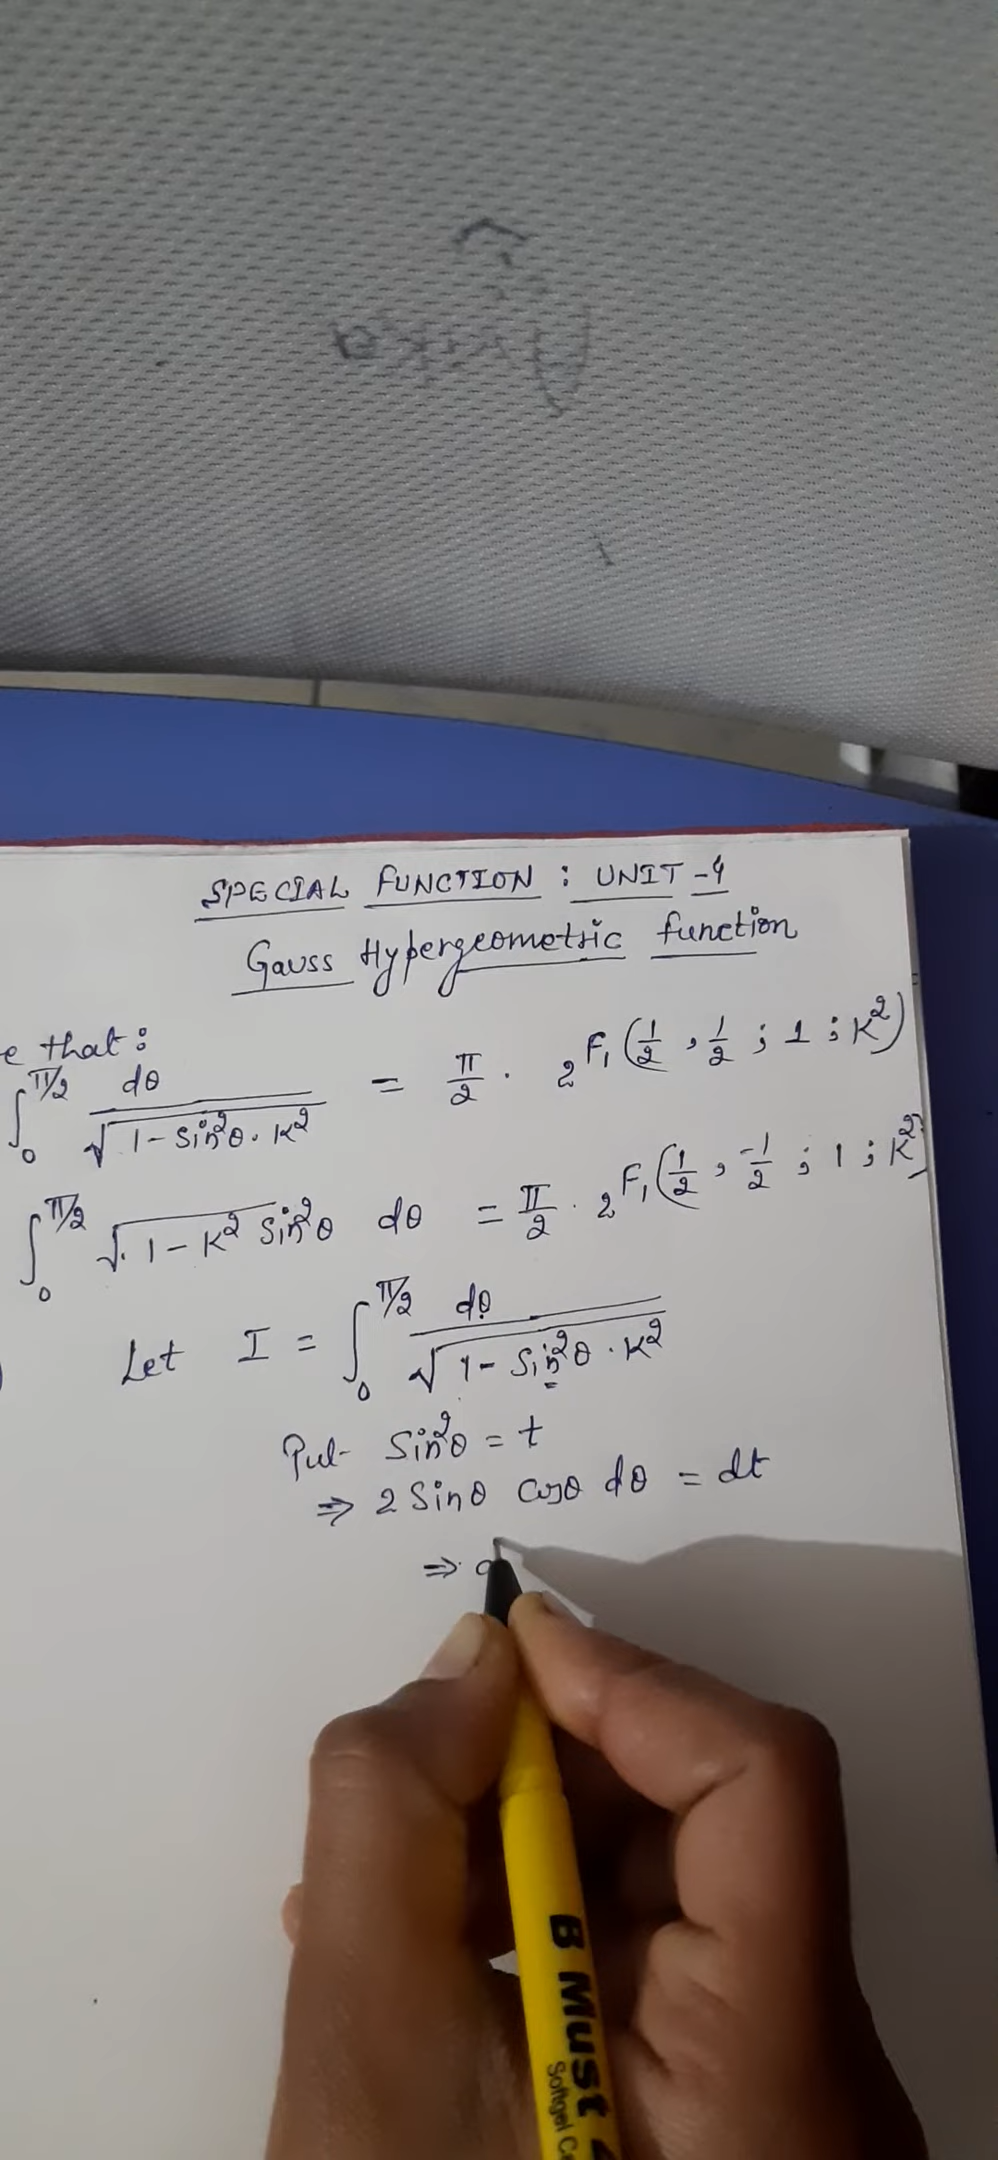 SPECIAL FUNCTION : UNIT-4
Gauss Hypergeometric function
e that :
∫₀^{π/2} dθ / √(1 - sin²θ · K²) = π/2 · ₂F₁(1/2, 1/2 ; 1 ; K²)
∫₀^{π/2} √(1 - K² sin²θ) dθ = π/2 · ₂F₁(1/2, -1/2 ; 1 ; K²)
Let I = ∫₀^{π/2} dθ / √(1 - sin²θ · K²)
Put sin²θ = t
⇒ 2 sinθ cosθ dθ = dt
⇒
B Must
Softgel